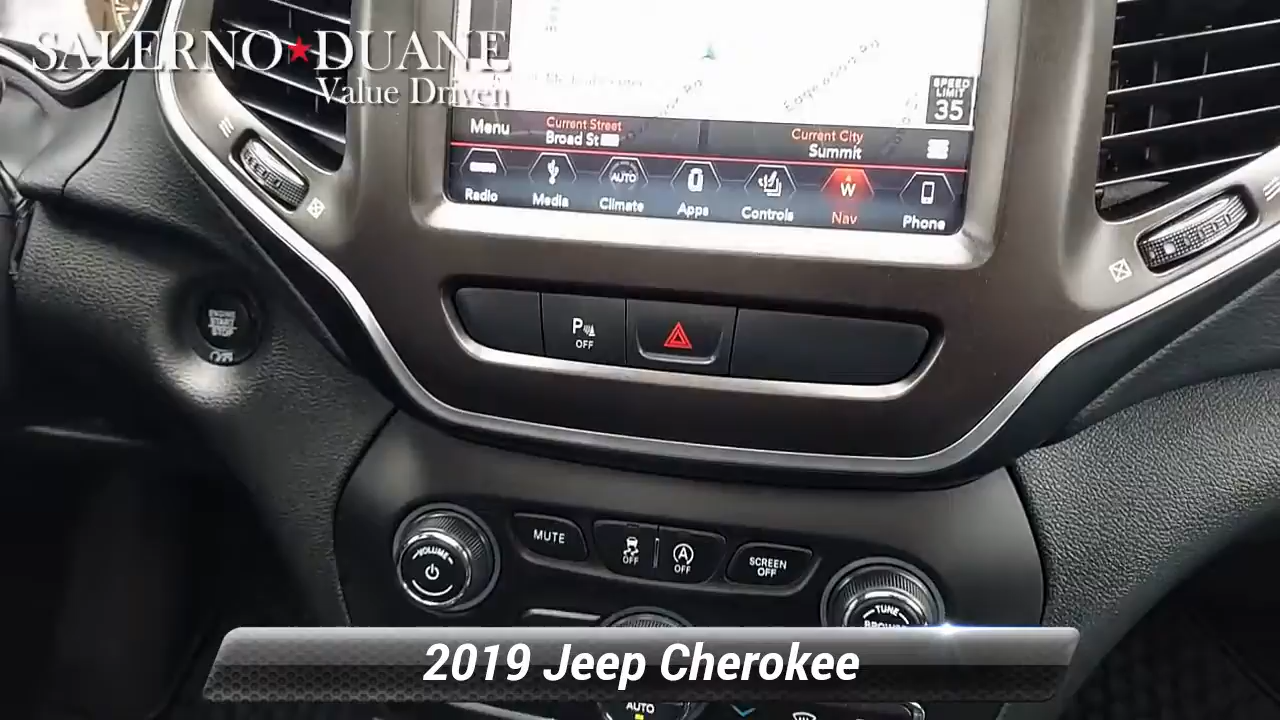 SALERNO★DUANE
Value Driven
SPEED LIMIT 35
Menu
Current Street
Broad St
Current City
Summit
Edgewood Rd
AUTO
W
Radio
Media
Climate
Apps
Controls
Nav
Phone
ENGINE START STOP
P OFF
VOLUME
MUTE
OFF
A OFF
SCREEN OFF
TUNE
2019 Jeep Cherokee
AUTO